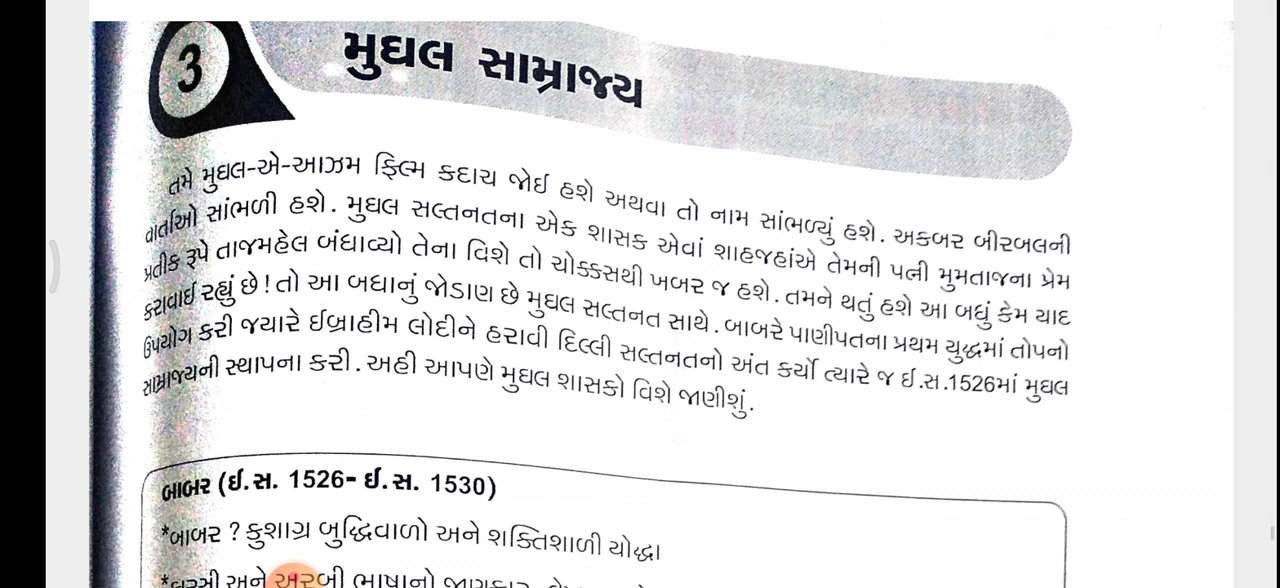 3
મુઘલ સામ્રાજ્ય
તમે મુઘલ-એ-આઝમ ફિલ્મ કદાચ જોઈ હશે અથવા તો નામ સાંભળ્યું હશે. અકબર બીરબલની
વાર્તાઓ સાંભળી હશે. મુઘલ સલ્તનતના એક શાસક એવાં શાહજહાંએ તેમની પત્ની મુમતાજના પ્રેમ
પ્રતીક રૂપે તાજમહેલ બંધાવ્યો તેના વિશે તો ચોક્કસથી ખબર જ હશે. તમને થતું હશે આ બધું કેમ યાદ
કરાવાઈ રહ્યું છે! તો આ બધાનું જોડાણ છે મુઘલ સલ્તનત સાથે. બાબરે પાણીપતના પ્રથમ યુદ્ધમાં તોપનો
ઉપયોગ કરી જ્યારે ઈબ્રાહીમ લોદીને હરાવી દિલ્લી સલ્તનતનો અંત કર્યો ત્યારે જ ઈ.સ.1526માં મુઘલ
સામ્રાજ્યની સ્થાપના કરી. અહી આપણે મુઘલ શાસકો વિશે જાણીશું.
બાબર (ઈ.સ. 1526- ઈ.સ. 1530)
*બાબર ? કુશાગ્ર બુદ્ધિવાળો અને શક્તિશાળી યોદ્ધા
અને અરબી ભાષાનો